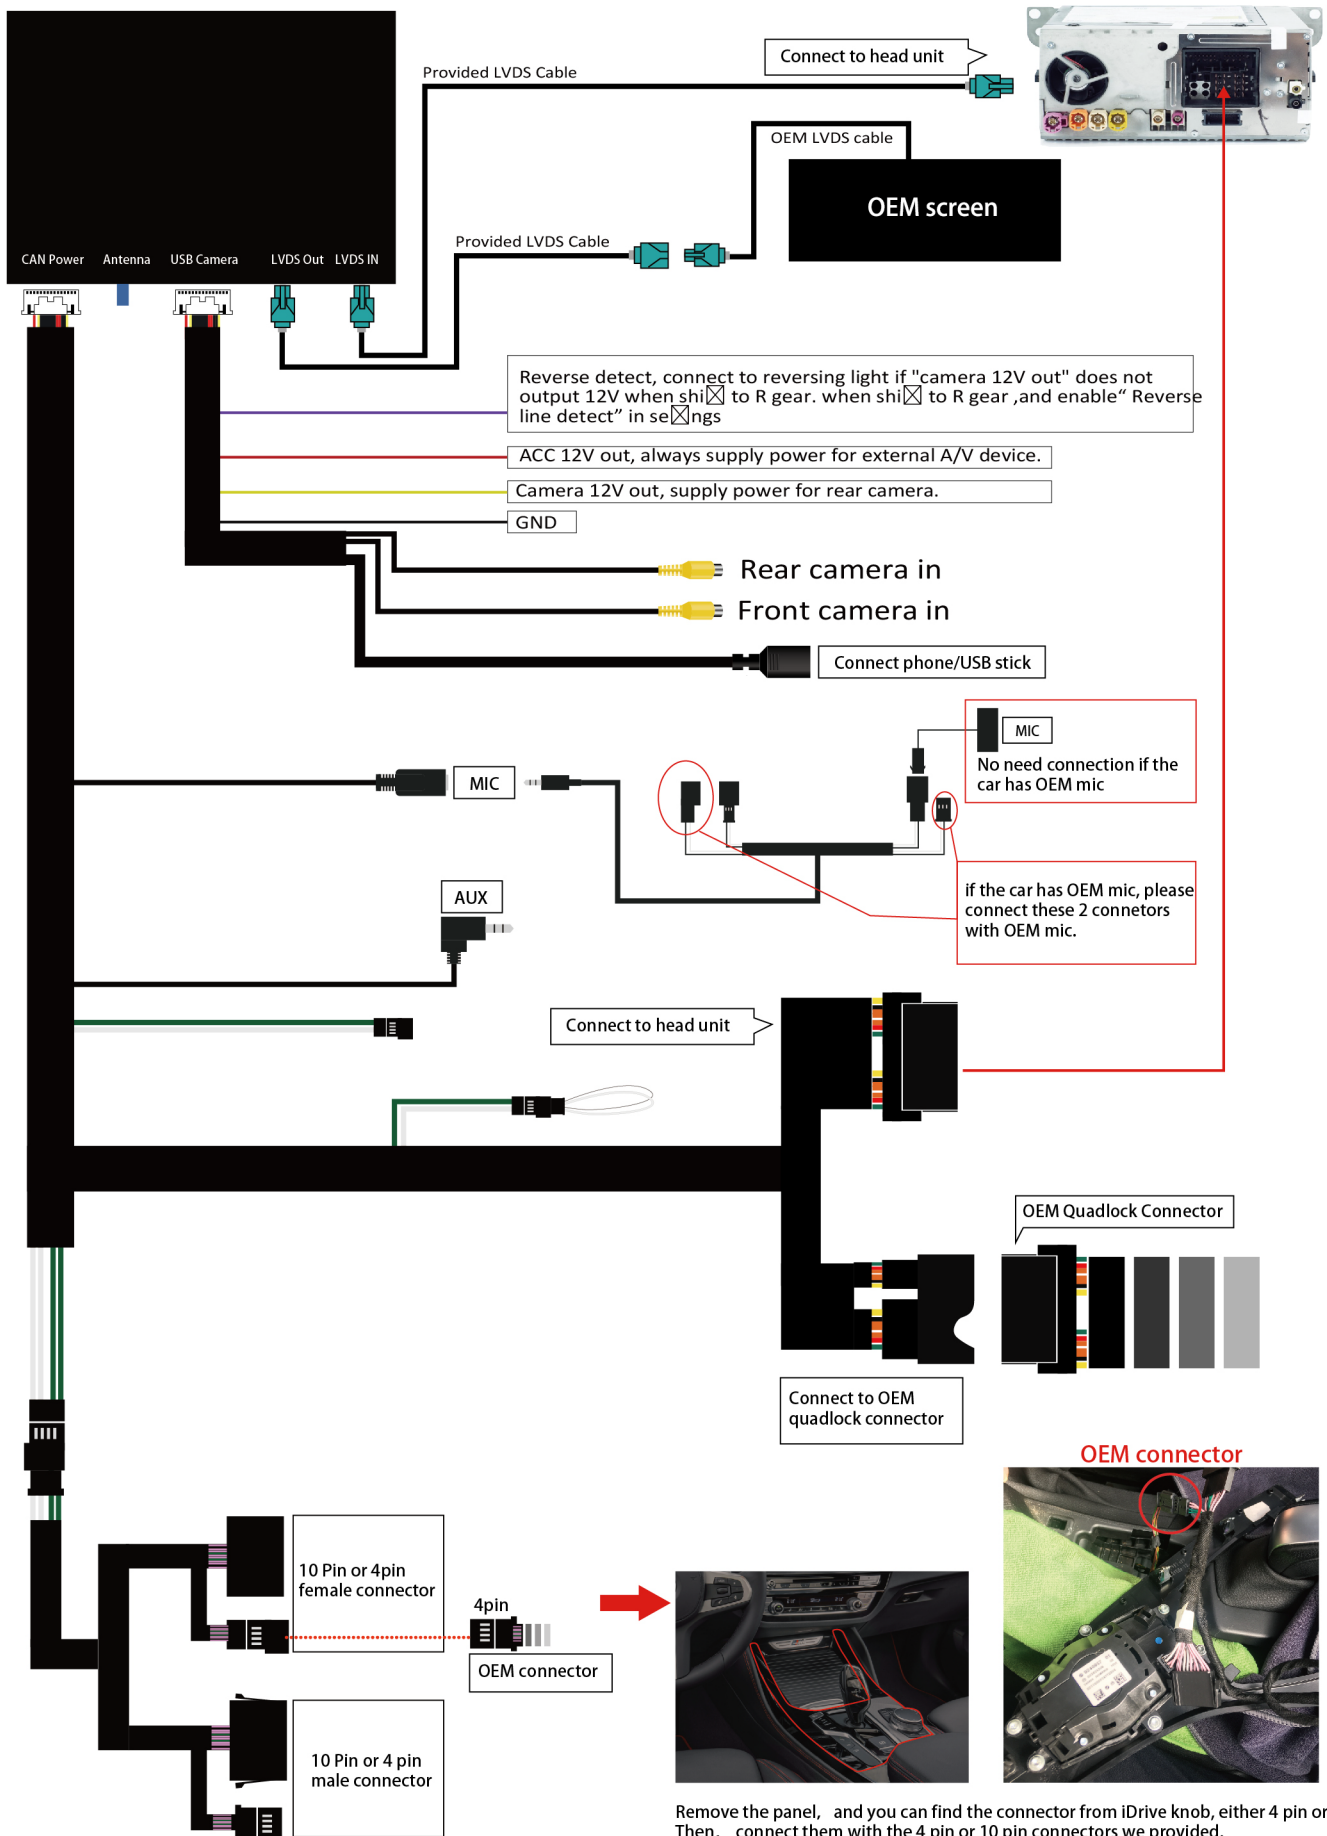 Connect to head unit
Provided LVDS Cable
OEM LVDS cable
OEM screen
Provided LVDS Cable
CAN Power Antenna USB Camera LVDS Out LVDS IN
Reverse detect, connect to reversing light if "camera 12V out" does not
output 12V when shi☒ to R gear. when shi☒ to R gear ,and enable“ Reverse
line detect” in se☒ngs
ACC 12V out, always supply power for external A/V device.
Camera 12V out, supply power for rear camera.
GND
Rear camera in
Front camera in
Connect phone/USB stick
MIC
No need connection if the
car has OEM mic
MIC
if the car has OEM mic, please
connect these 2 connetors
with OEM mic.
AUX
Connect to head unit
OEM Quadlock Connector
Connect to OEM
quadlock connector
OEM connector
10 Pin or 4pin
female connector
4pin
OEM connector
10 Pin or 4 pin
male connector
Remove the panel, and you can find the connector from iDrive knob, either 4 pin or
Then, connect them with the 4 pin or 10 pin connectors we provided.